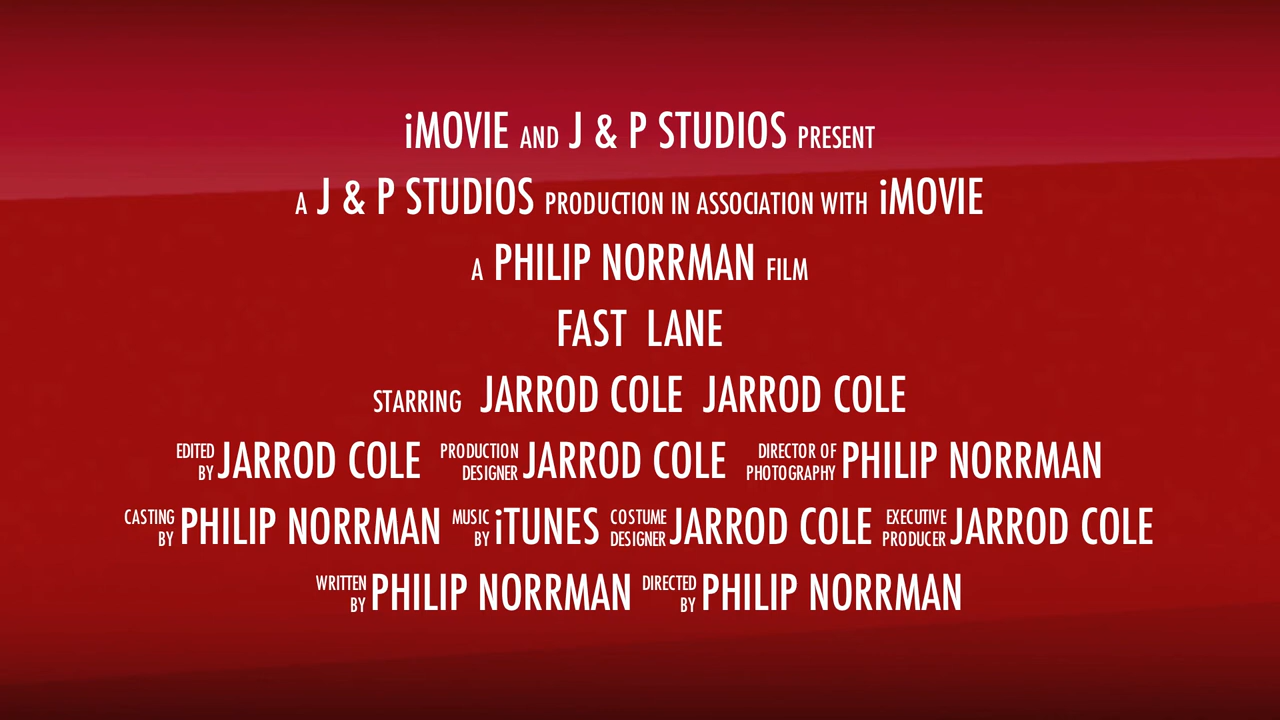 iMOVIE AND J & P STUDIOS PRESENT
A J & P STUDIOS PRODUCTION IN ASSOCIATION WITH iMOVIE
A PHILIP NORRMAN FILM
FAST LANE
STARRING JARROD COLE JARROD COLE
EDITED BY JARROD COLE PRODUCTION DESIGNER JARROD COLE DIRECTOR OF PHOTOGRAPHY PHILIP NORRMAN
CASTING BY PHILIP NORRMAN MUSIC BY iTUNES COSTUME DESIGNER JARROD COLE EXECUTIVE PRODUCER JARROD COLE
WRITTEN BY PHILIP NORRMAN DIRECTED BY PHILIP NORRMAN